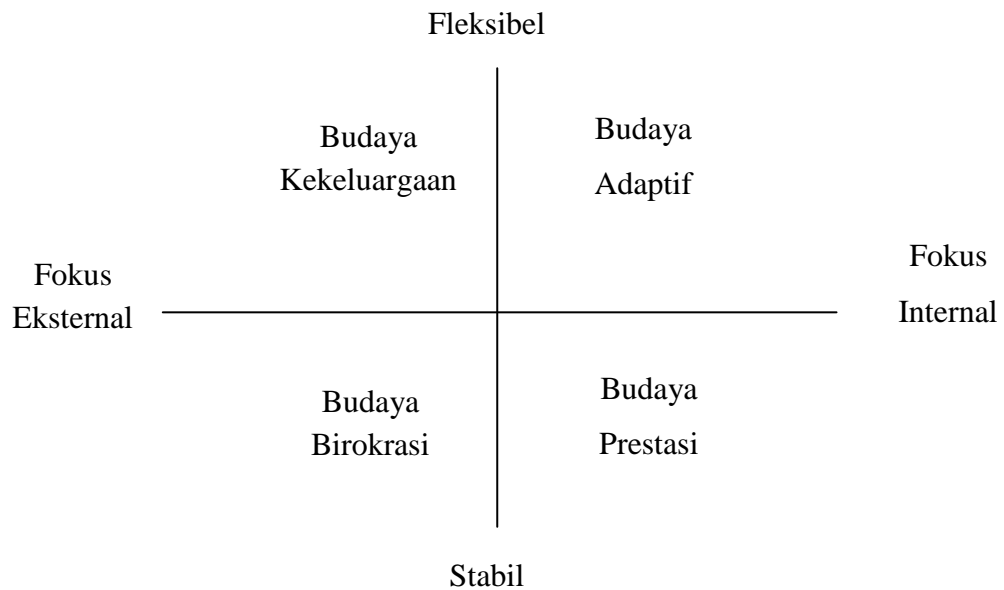 Fleksibel
Budaya
Kekeluargaan
Budaya
Adaptif
Fokus
Eksternal
Fokus
Internal
Budaya
Birokrasi
Budaya
Prestasi
Stabil